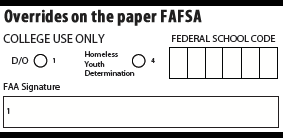 Overrides on the paper FAFSA
COLLEGE USE ONLY
FEDERAL SCHOOL CODE
D/O 1
Homeless
Youth
Determination 4
FAA Signature
1